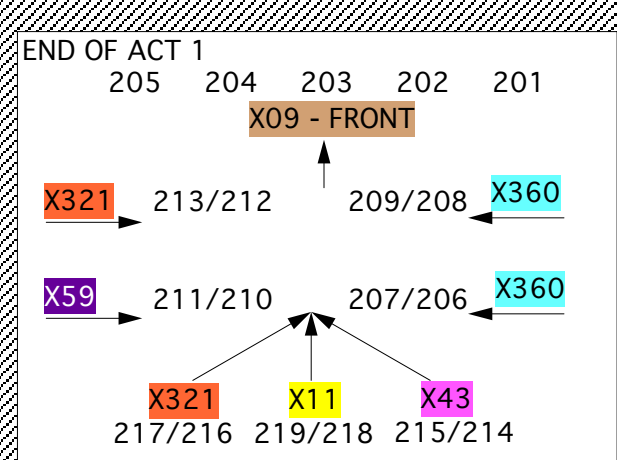 END OF ACT 1
205 204 203 202 201
X09 - FRONT
X321 213/212 209/208 X360
X59 211/210 207/206 X360
X321 X11 X43
217/216 219/218 215/214